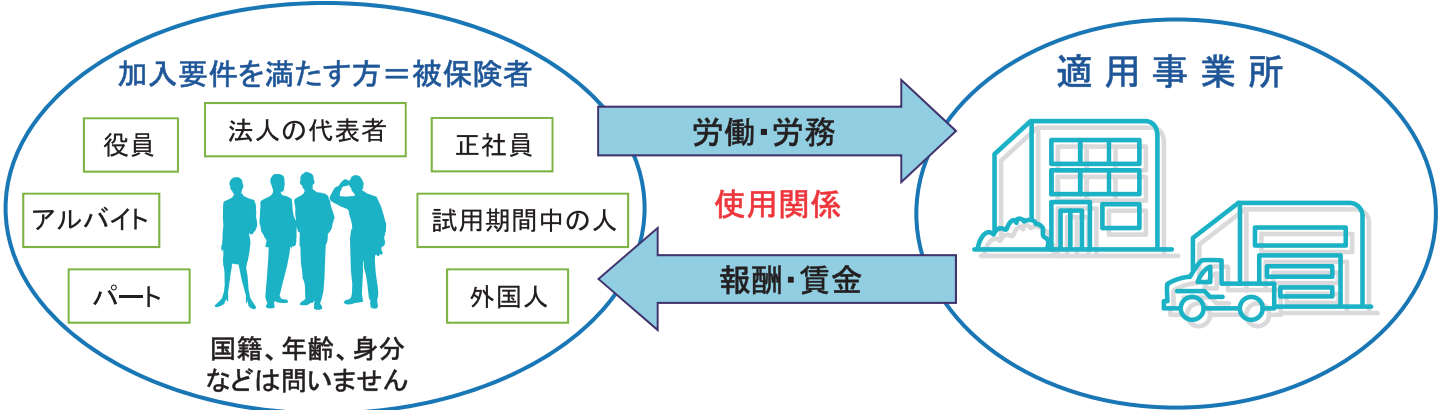 加入要件を満たす方＝被保険者
法人の代表者
役員
正社員
アルバイト
試用期間中の人
パート
外国人
国籍、年齢、身分
などは問いません
労働・労務
使用関係
報酬・賃金
適用事業所